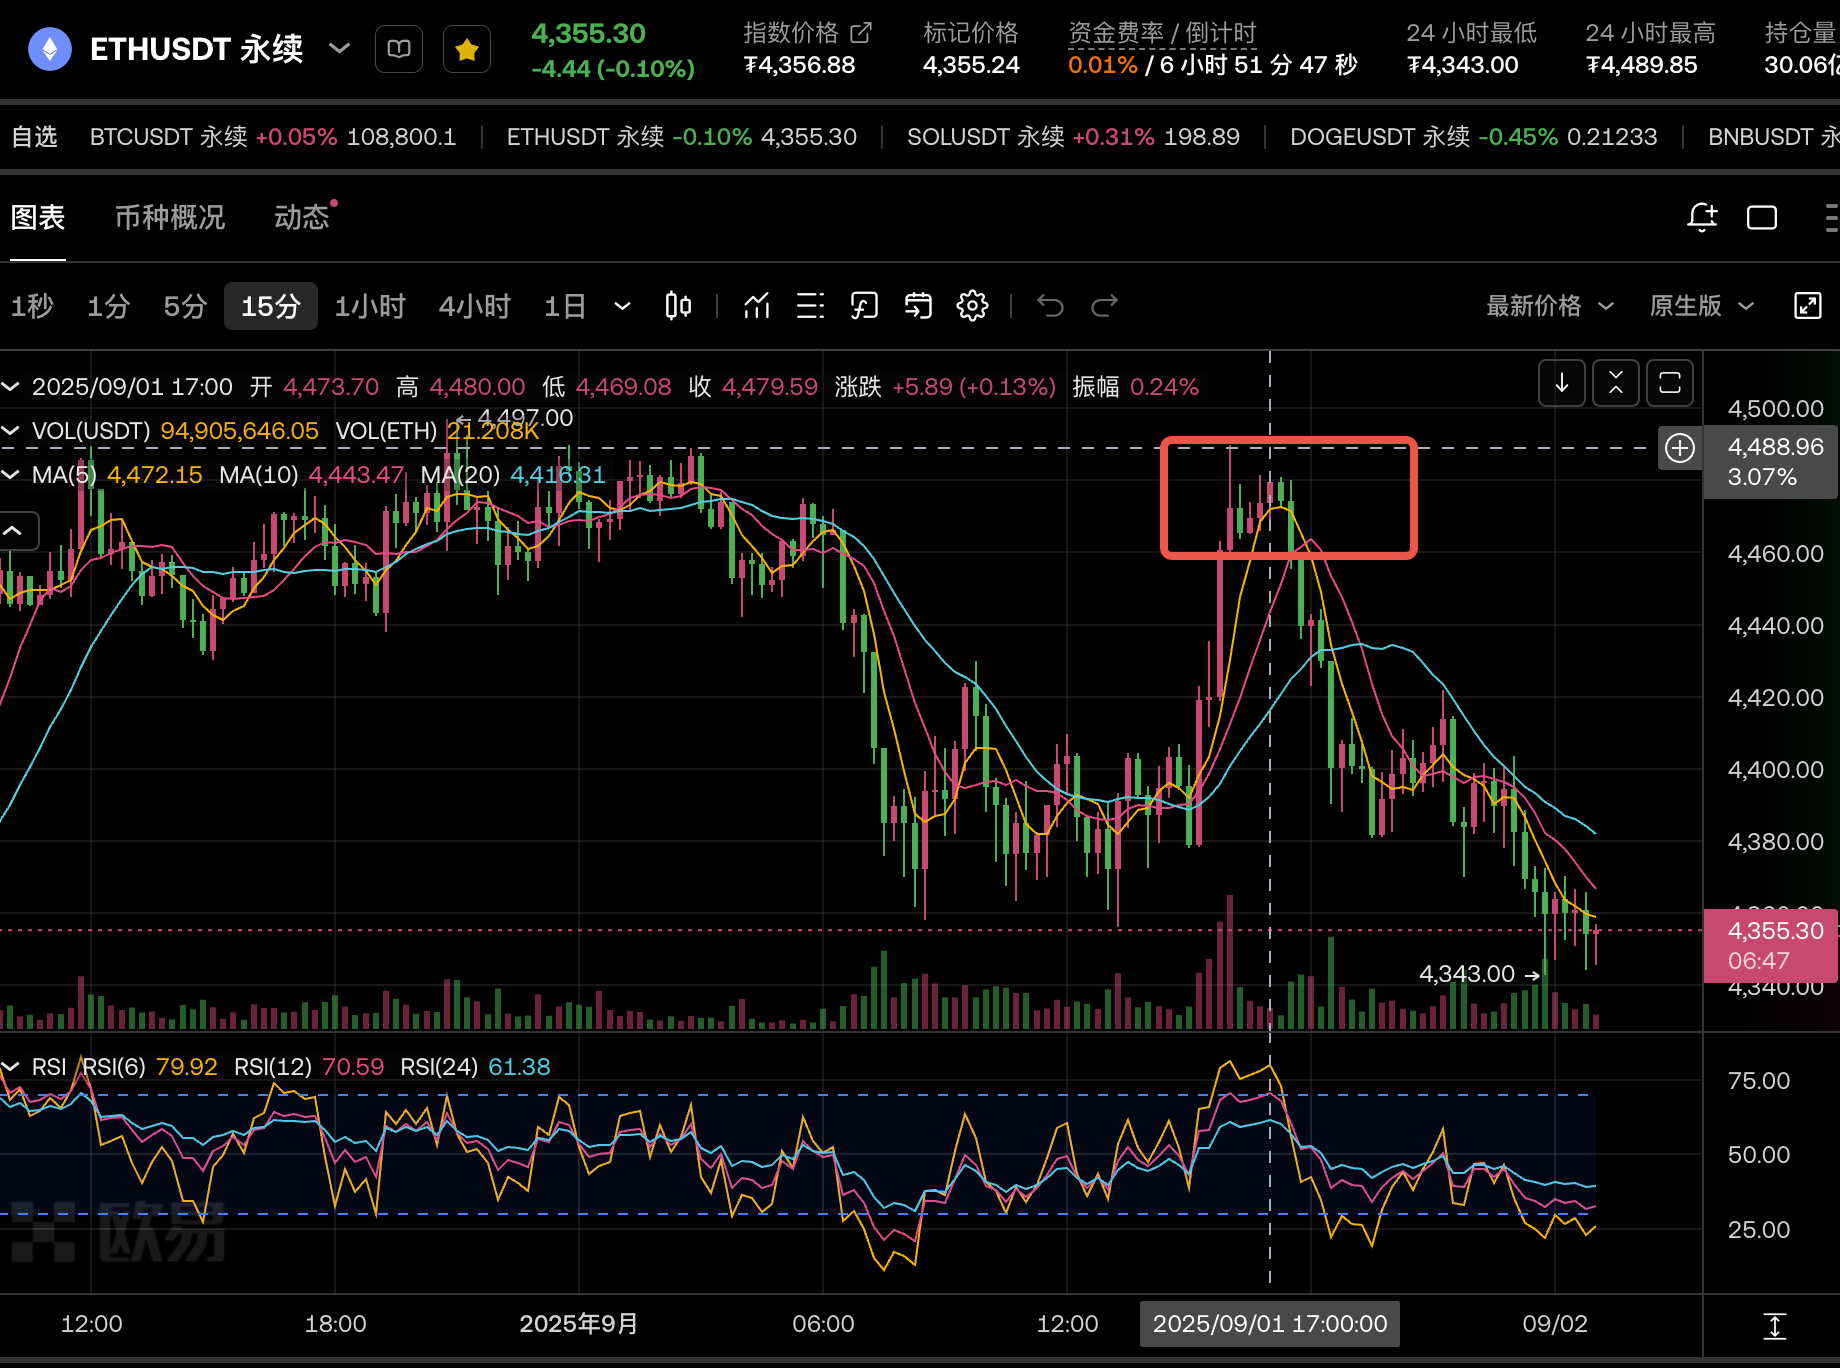 ETHUSDT 永续
4,355.30
-4.44 (-0.10%)
指数价格
₮4,356.88
标记价格
4,355.24
资金费率 / 倒计时
0.01% / 6 小时 51 分 47 秒
24 小时最低
₮4,343.00
24 小时最高
₮4,489.85
持仓量
30.06亿
自选 BTCUSDT 永续 +0.05% 108,800.1 ETHUSDT 永续 -0.10% 4,355.30 SOLUSDT 永续 +0.31% 198.89 DOGEUSDT 永续 -0.45% 0.21233 BNBUSDT 永
图表 币种概况 动态
1秒 1分 5分 15分 1小时 4小时 1日 最新价格 原生版
2025/09/01 17:00 开 4,473.70 高 4,480.00 低 4,469.08 收 4,479.59 涨跌 +5.89 (+0.13%) 振幅 0.24%
4,497.00
VOL(USDT) 94,905,646.05 VOL(ETH) 21.208K
MA(5) 4,472.15 MA(10) 4,443.47 MA(20) 4,416.31
4,500.00
4,488.96
3.07%
4,460.00
4,440.00
4,420.00
4,400.00
4,380.00
4,355.30
06:47
4,340.00
4,343.00
RSI RSI(6) 79.92 RSI(12) 70.59 RSI(24) 61.38
75.00
50.00
25.00
欧易
12:00 18:00 2025年9月 06:00 12:00 2025/09/01 17:00:00 09/02